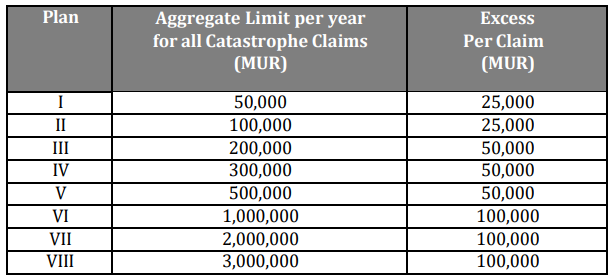 Plan Aggregate Limit per year Excess
for all Catastrophe Claims Per Claim
(MUR) (MUR)
I 50,000 25,000
II 100,000 25,000
III 200,000 50,000
IV 300,000 50,000
V 500,000 50,000
VI 1,000,000 100,000
VII 2,000,000 100,000
VIII 3,000,000 100,000